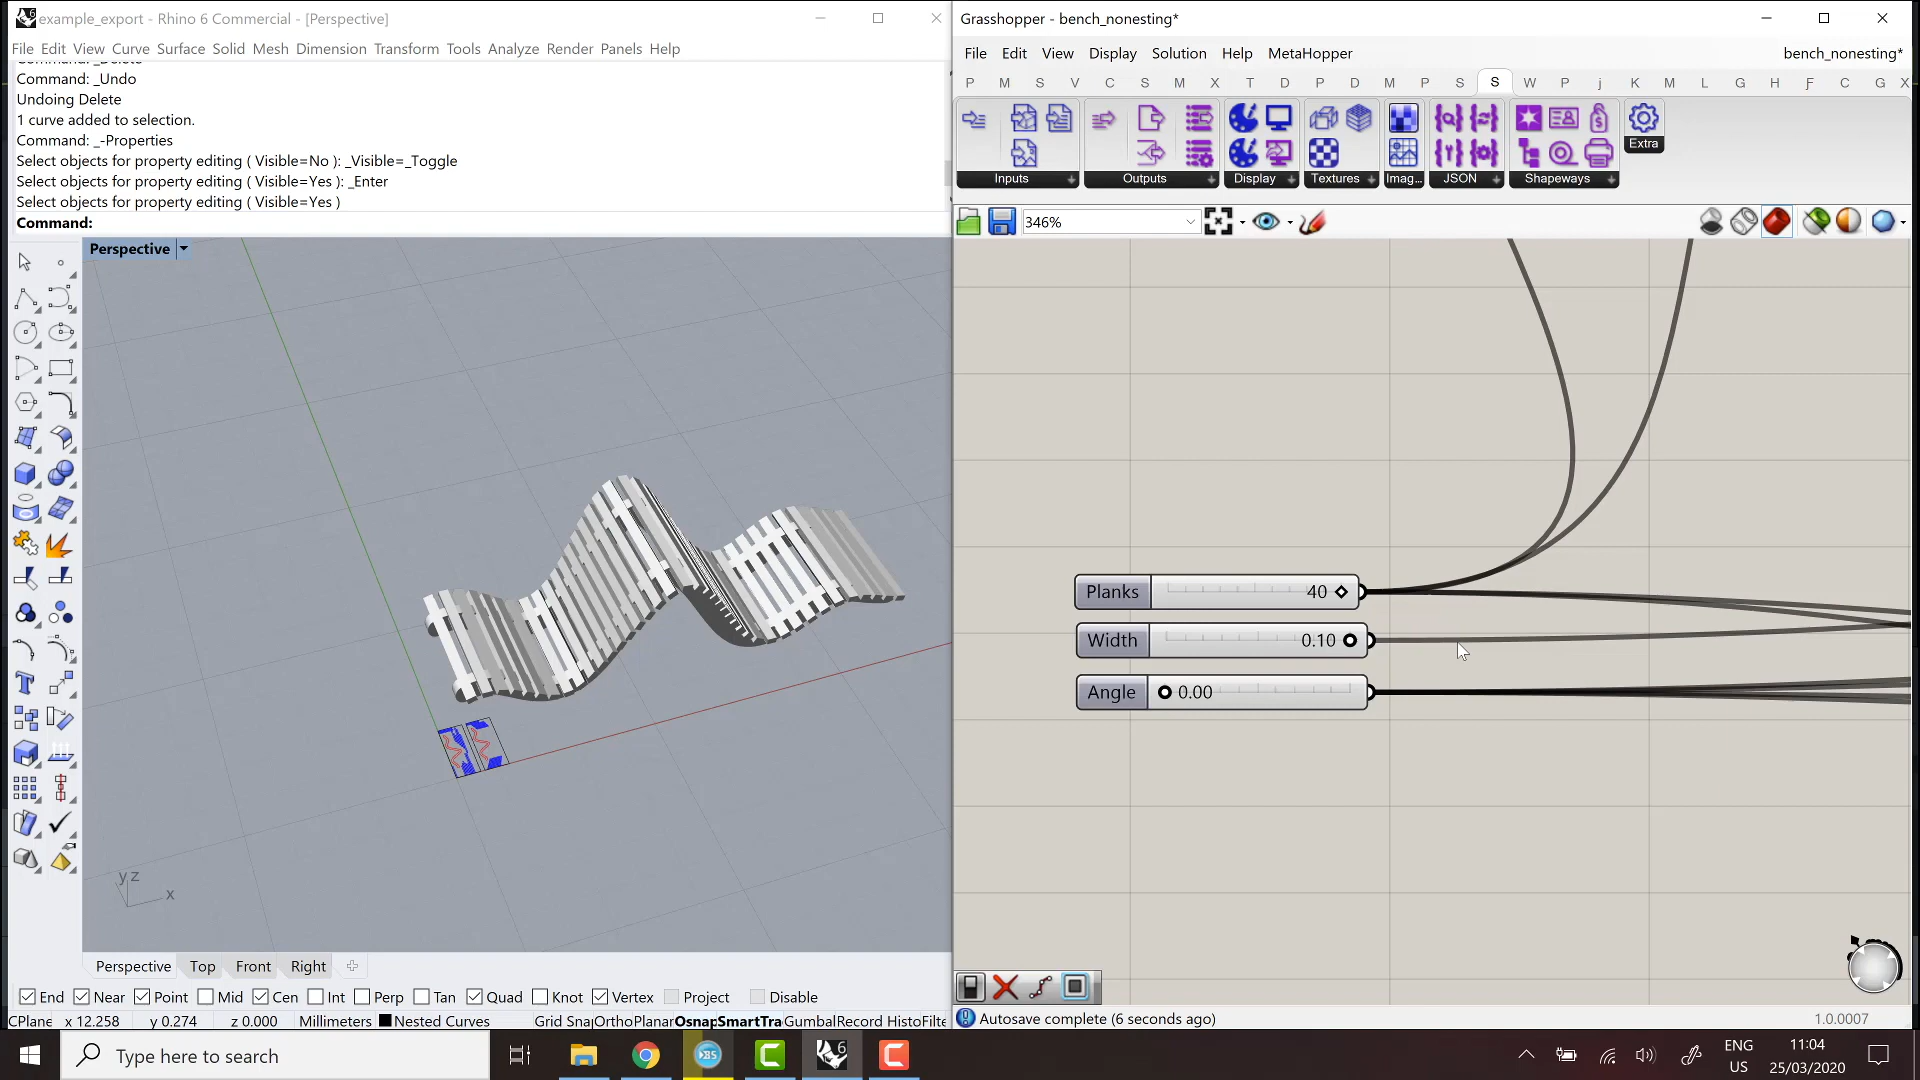 example_export - Rhino 6 Commercial - [Perspective]
File Edit View Curve Surface Solid Mesh Dimension Transform Tools Analyze Render Panels Help
Command: _Delete
Command: _Undo
Undoing Delete
1 curve added to selection.
Command: _-Properties
Select objects for property editing ( Visible=No ): _Visible=_Toggle
Select objects for property editing ( Visible=Yes ): _Enter
Select objects for property editing ( Visible=Yes )
Command:
Perspective
y z
x
Perspective Top Front Right
End Near Point Mid Cen Int Perp Tan Quad Knot Vertex Project Disable
CPlane x 12.258 y 0.274 z 0.000 Millimeters Nested Curves Grid Snap Ortho Planar Osnap SmartTra Gumbal Record Histo Filte
Grasshopper - bench_nonesting*
File Edit View Display Solution Help MetaHopper bench_nonesting*
P M S V C S M X T D P D M P S S W P j K M L G H F C G X
Extra
Inputs Outputs Display Textures Imag... JSON Shapeways
346%
Planks 40
Width 0.10
Angle 0.00
Autosave complete (6 seconds ago) 1.0.0007
Type here to search
6
ENG
US
11:04
25/03/2020